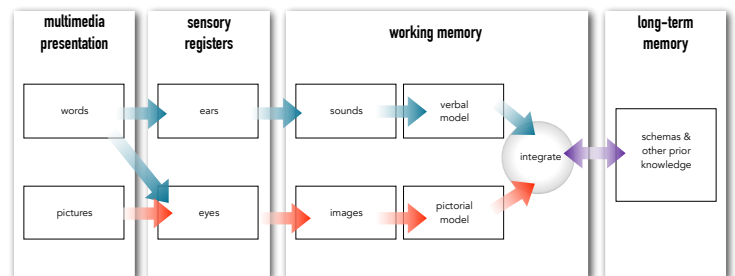 multimedia
presentation
sensory
registers
working memory
long-term
memory
words
ears
sounds
verbal
model
integrate
schemas &
other prior
knowledge
pictures
eyes
images
pictorial
model